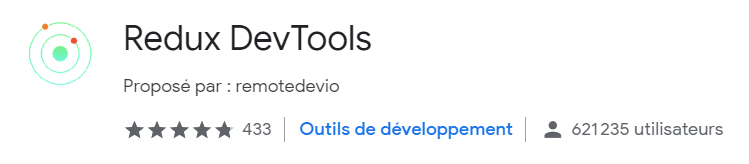 Redux DevTools
Proposé par : remotedevio
433 Outils de développement 621235 utilisateurs